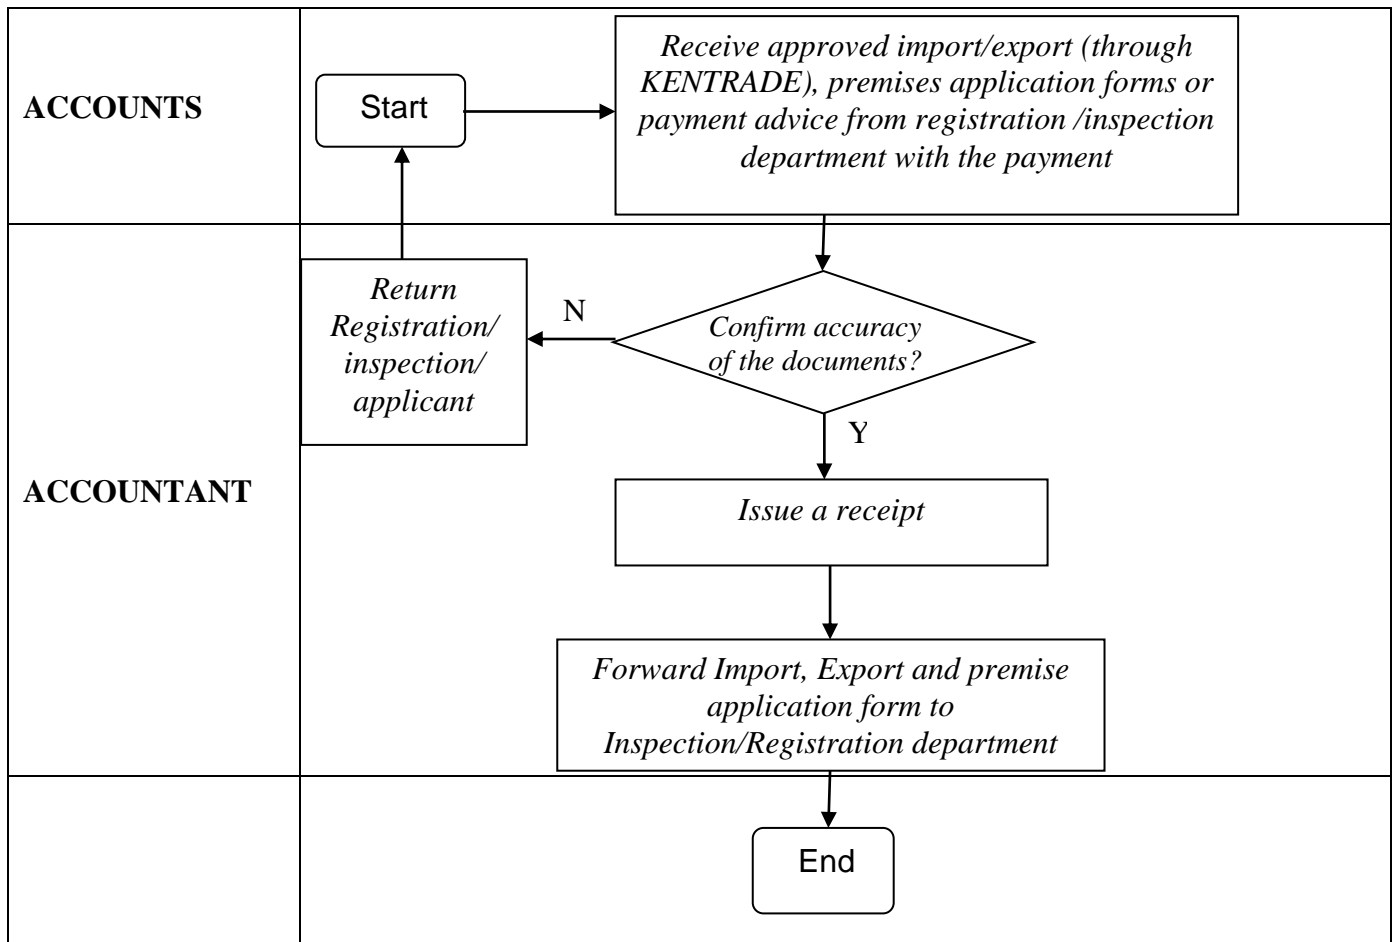 ACCOUNTS
Start
Receive approved import/export (through
KENTRADE), premises application forms or
payment advice from registration /inspection
department with the payment
ACCOUNTANT
Return
Registration/
inspection/
applicant
N
Confirm accuracy
of the documents?
Y
Issue a receipt
Forward Import, Export and premise
application form to
Inspection/Registration department
End